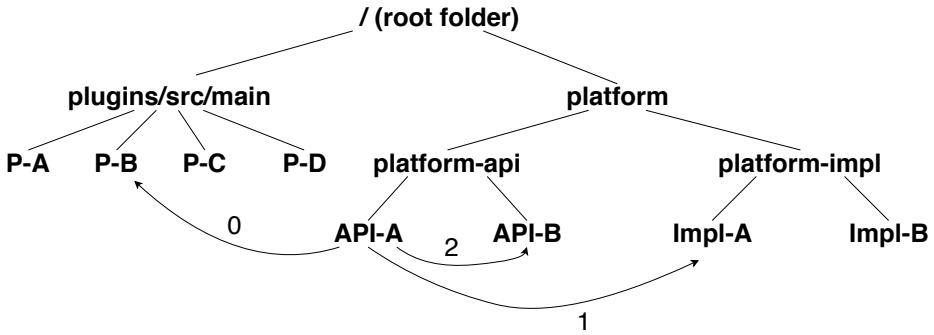 / (root folder)
plugins/src/main
platform
P-A
P-B
P-C
P-D
platform-api
platform-impl
0
API-A
2
API-B
Impl-A
Impl-B
1